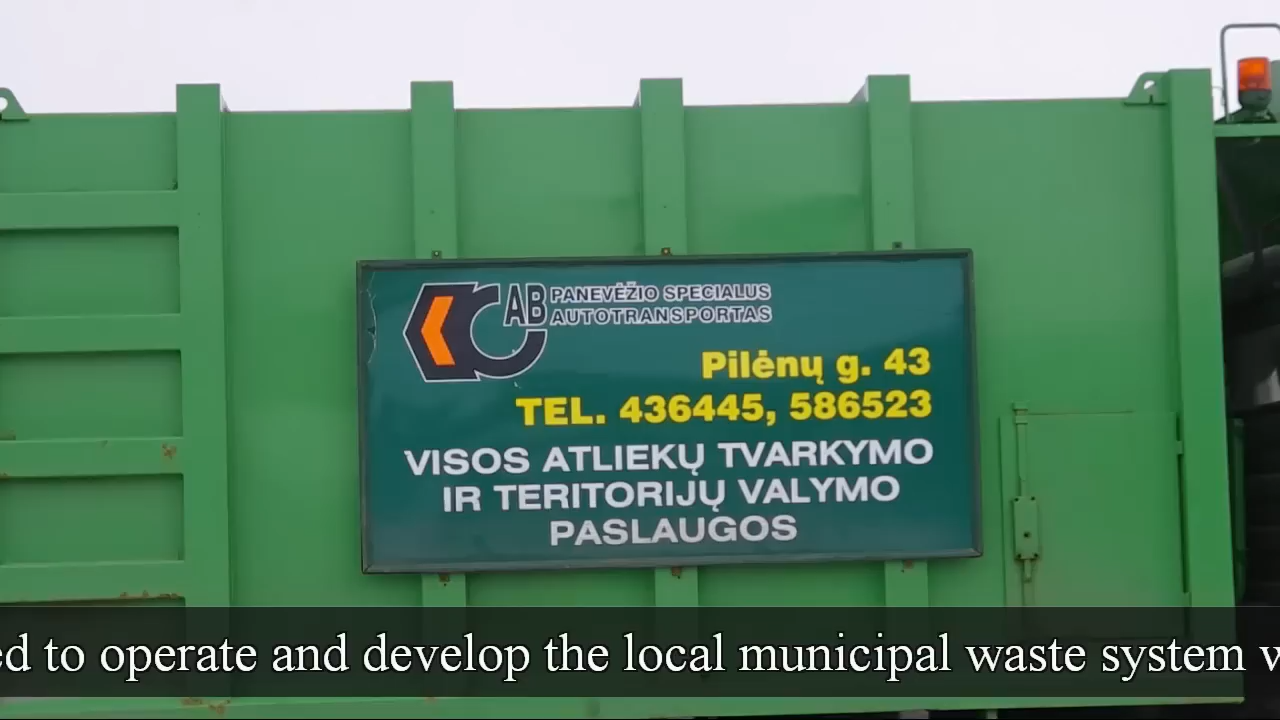 AB PANEVĖŽIO SPECIALUS
AUTOTRANSPORTAS
Pilėnų g. 43
TEL. 436445, 586523
VISOS ATLIEKŲ TVARKYMO
IR TERITORIJŲ VALYMO
PASLAUGOS
to operate and develop the local municipal waste system